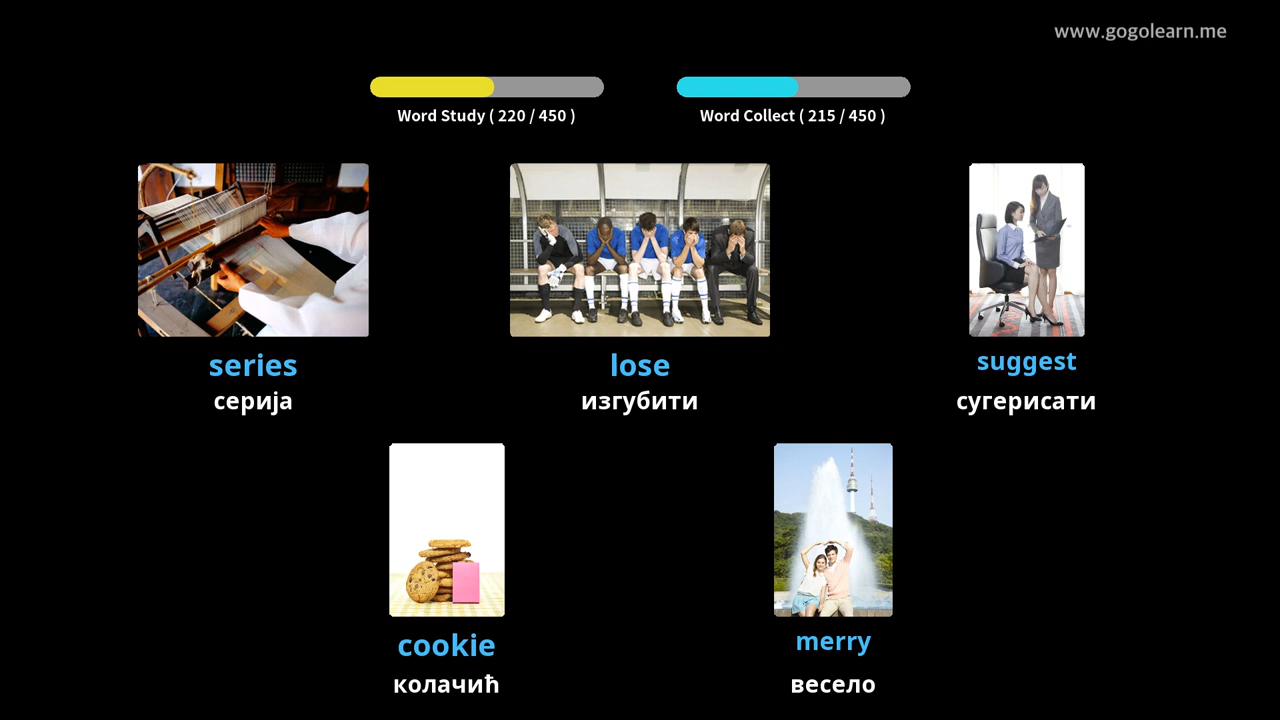 www.gogolearn.me
Word Study ( 220 / 450 )
Word Collect ( 215 / 450 )
series
серија
lose
изгубити
suggest
сугерисати
cookie
колачић
merry
весело